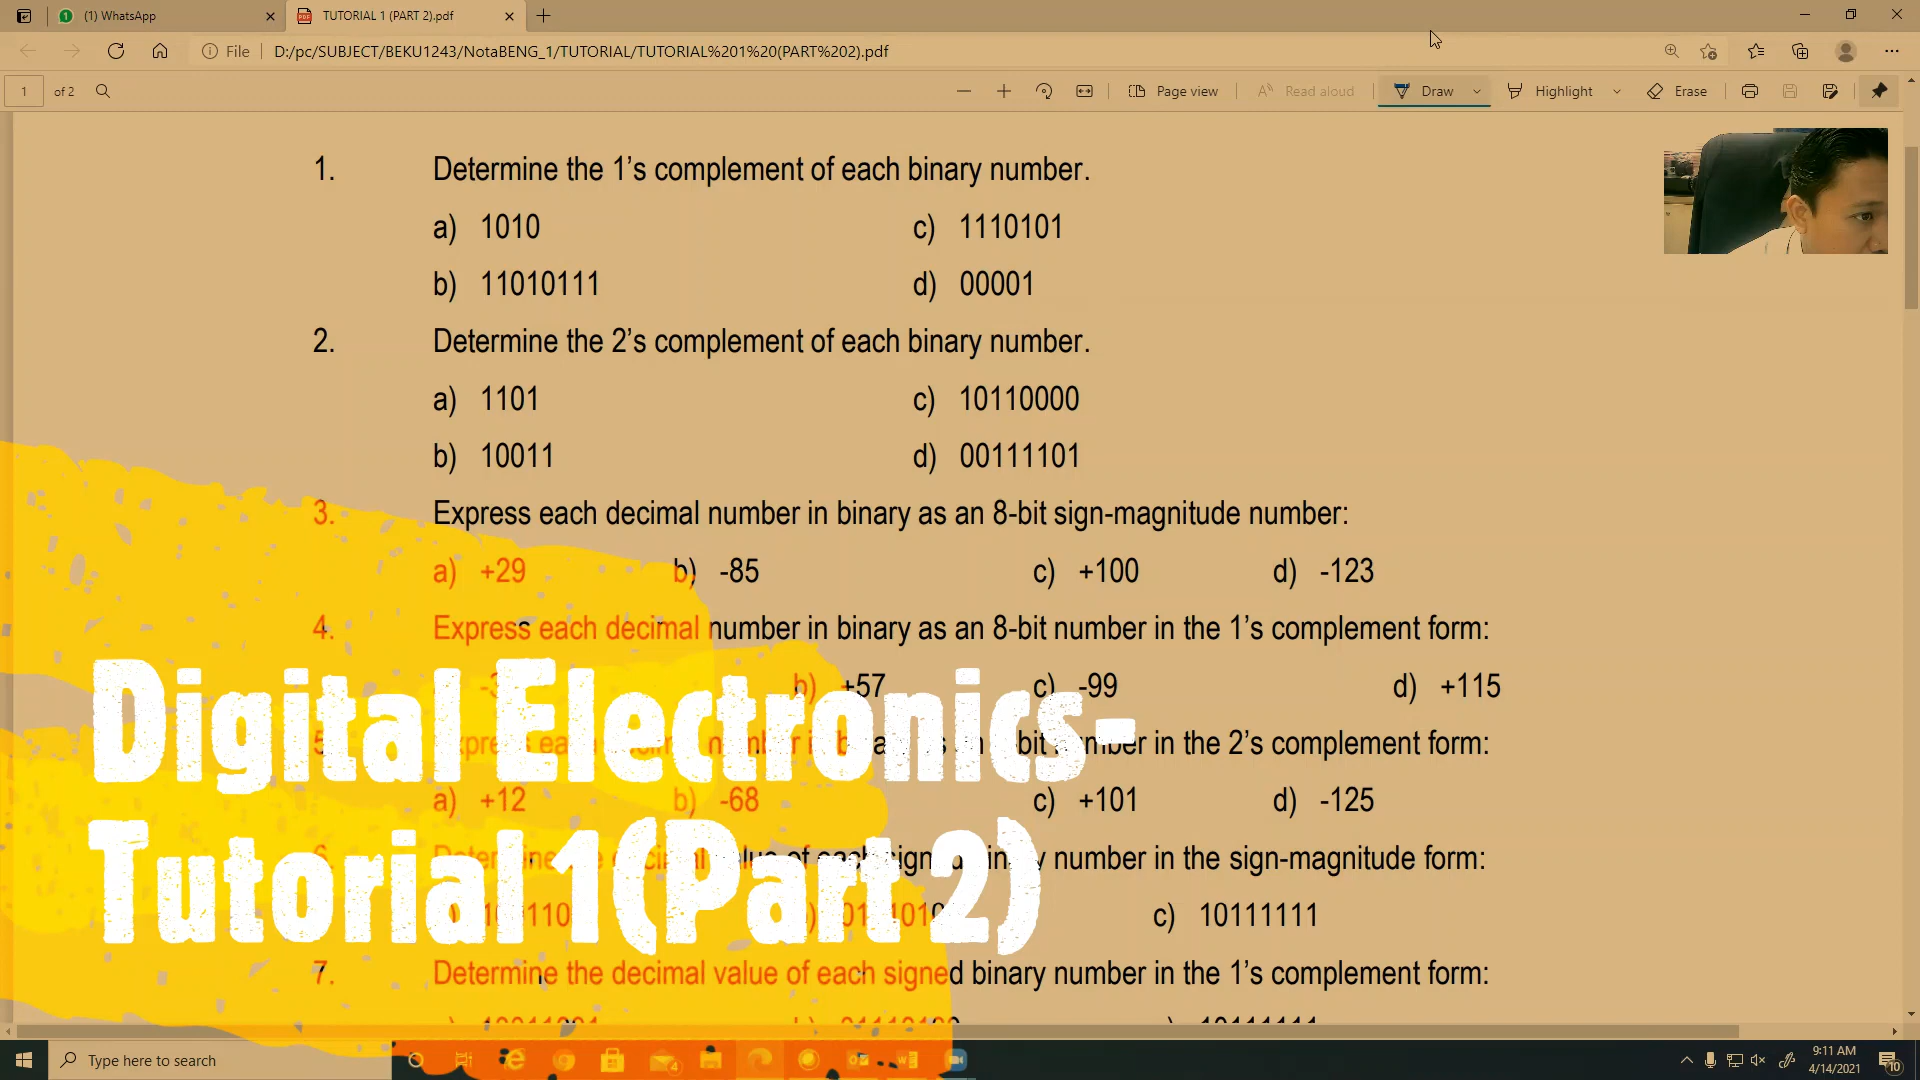 (1) WhatsApp
TUTORIAL 1 (PART 2).pdf
File
D:/pc/SUBJECT/BEKU1243/NotaBENG_1/TUTORIAL/TUTORIAL%201%20(PART%202).pdf
1 of 2
Page view
Read aloud
Draw
Highlight
Erase
1. Determine the 1’s complement of each binary number.
a) 1010 c) 1110101
b) 11010111 d) 00001
2. Determine the 2’s complement of each binary number.
a) 1101 c) 10110000
b) 10011 d) 00111101
3. Express each decimal number in binary as an 8-bit sign-magnitude number:
a) +29 b) -85 c) +100 d) -123
4. Express each decimal number in binary as an 8-bit number in the 1’s complement form:
b) +57 c) -99 d) +115
number in the 2’s complement form:
a) +12 b) -68 c) +101 d) -125
number in the sign-magnitude form:
c) 10111111
7. Determine the decimal value of each signed binary number in the 1’s complement form:
Digital Electronics-
Tutorial 1(Part 2)
Type here to search
9:11 AM
4/14/2021